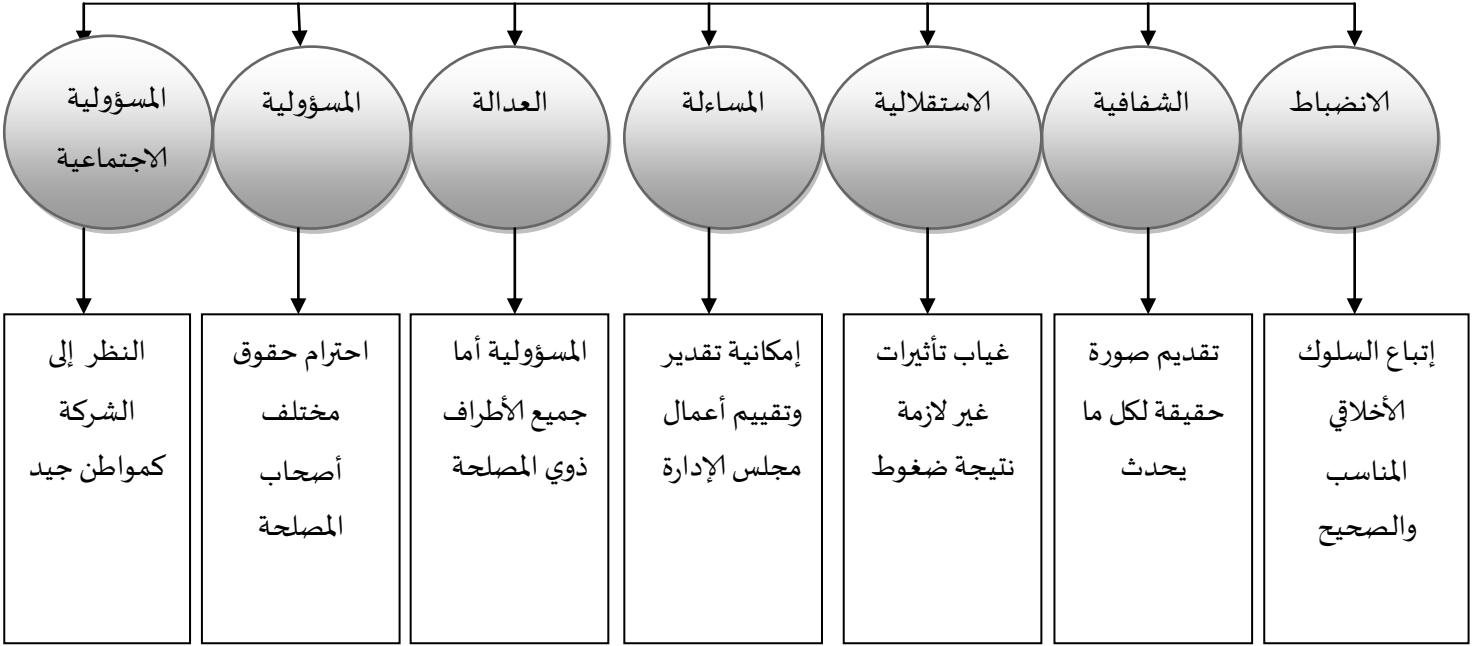 الانضباط
الشفافية
الاستقلالية
المساءلة
العدالة
المسؤولية
المسؤولية
الاجتماعية
إتباع السلوك
الأخلاقي
المناسب
والصحيح
تقديم صورة
حقيقة لكل ما
يحدث
غياب تأثيرات
غير لازمة
نتيجة ضغوط
إمكانية تقدير
وتقييم أعمال
مجلس الإدارة
المسؤولية أما
جميع الأطراف
ذوي المصلحة
احترام حقوق
مختلف
أصحاب
المصلحة
النظر إلى
الشركة
كمواطن جيد